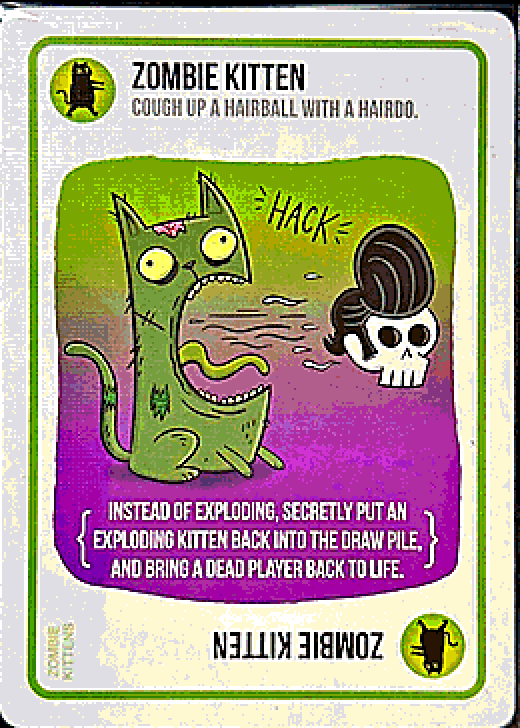 ZOMBIE KITTEN
COUGH UP A HAIRBALL WITH A HAIRDO.
HACK
INSTEAD OF EXPLODING, SECRETLY PUT AN
EXPLODING KITTEN BACK INTO THE DRAW PILE,
AND BRING A DEAD PLAYER BACK TO LIFE.
ZOMBIE KITTEN
ZOMBIE
KITTENS